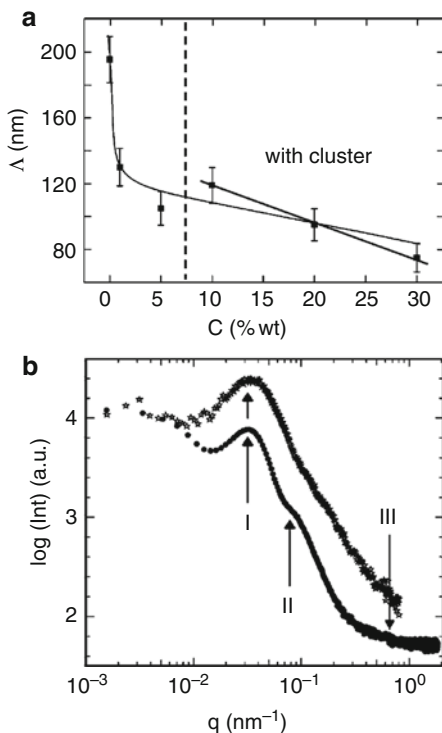 a
Λ (nm)
200
160
120
80
with cluster
0 5 10 15 20 25 30
C (% wt)
b
log (Int) (a.u.)
4
3
2
I
II
III
10⁻³ 10⁻² 10⁻¹ 10⁰
q (nm⁻¹)